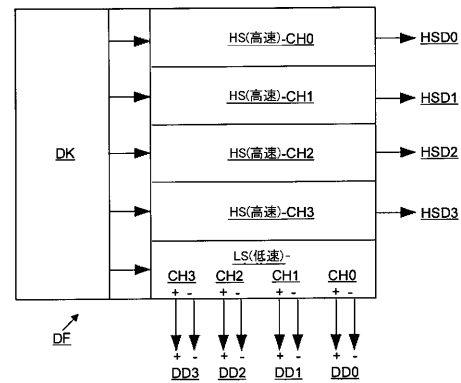 HS(高速)-CH0
HSD0
HS(高速)-CH1
HSD1
DK
HS(高速)-CH2
HSD2
HS(高速)-CH3
HSD3
LS(低速)-
CH3 CH2 CH1 CH0
+ - + - + - + -
DF
+ - + - + - + -
DD3 DD2 DD1 DD0